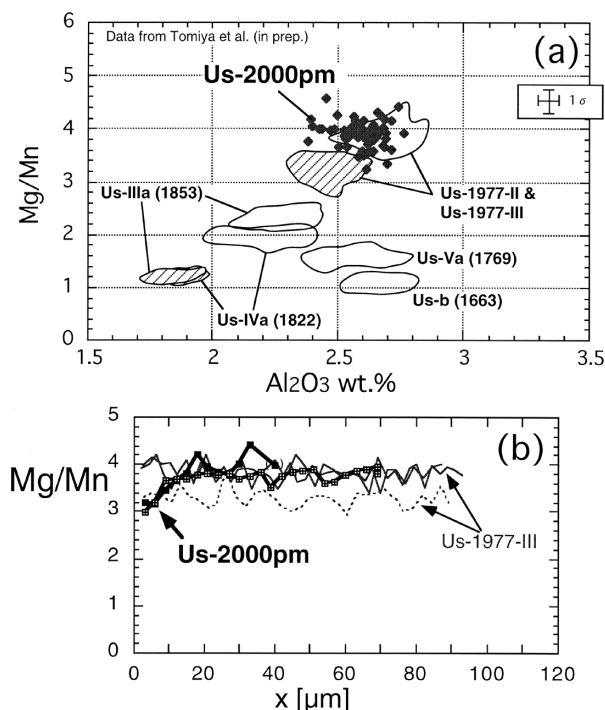 Data from Tomiya et al. (in prep.)
(a)
Us-2000pm
1 σ
Us-IIIa (1853)
Us-1977-II &
Us-1977-III
Us-Va (1769)
Us-b (1663)
Us-IVa (1822)
Mg/Mn
6
5
4
3
2
1
0
1.5
2
2.5
3
3.5
Al2O3 wt.%
(b)
Mg/Mn
5
4
3
2
1
0
Us-2000pm
Us-1977-III
0
20
40
60
80
100
120
x [µm]